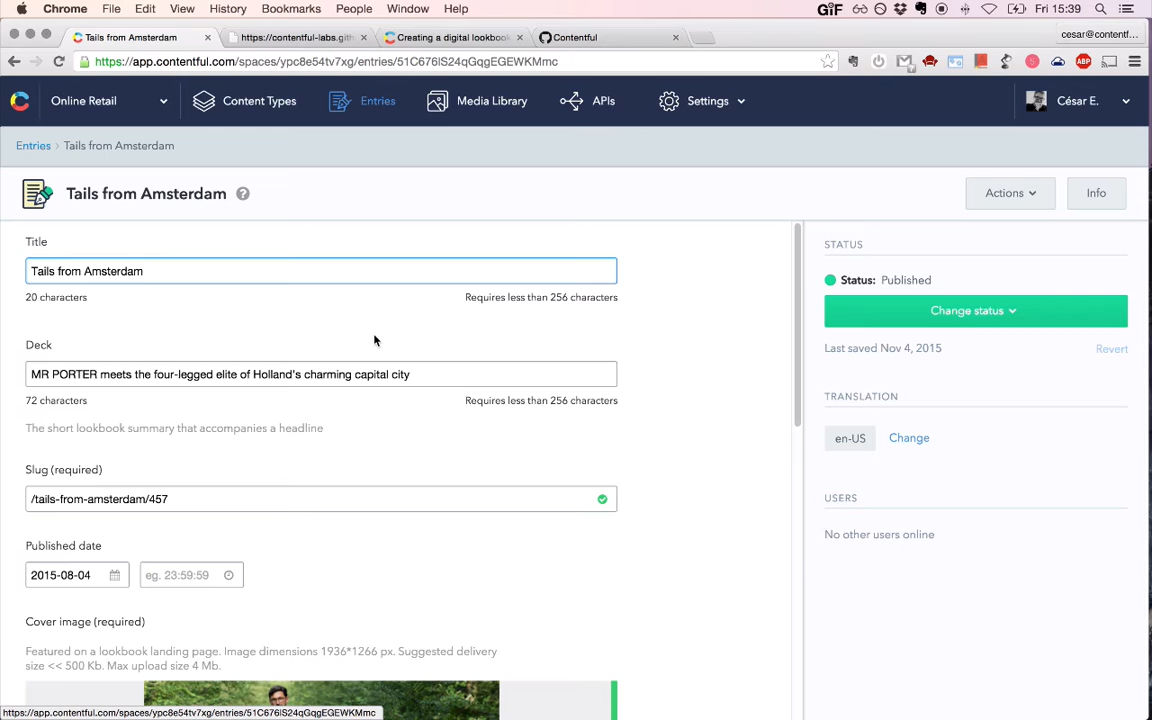 Chrome File Edit View History Bookmarks People Window Help GIF Fri 15:39
Tails from Amsterdam × https://contentful-labs.gith × Creating a digital lookbook × Contentful × cesar@contentf...
https://app.contentful.com/spaces/ypc8e54tv7xg/entries/51C676lS24qGqgEGEWKMmc
Online Retail Content Types Entries Media Library APIs Settings César E.
Entries › Tails from Amsterdam
Tails from Amsterdam ? Actions Info
Title
Tails from Amsterdam
20 characters Requires less than 256 characters
Deck
MR PORTER meets the four-legged elite of Holland's charming capital city
72 characters Requires less than 256 characters
The short lookbook summary that accompanies a headline
Slug (required)
/tails-from-amsterdam/457
Published date
2015-08-04 eg. 23:59:59
Cover image (required)
Featured on a lookbook landing page. Image dimensions 1936*1266 px. Suggested delivery
size << 500 Kb. Max upload size 4 Mb.
STATUS
Status: Published
Change status
Last saved Nov 4, 2015 Revert
TRANSLATION
en-US Change
USERS
No other users online
https://app.contentful.com/spaces/ypc8e54tv7xg/entries/51C676lS24qGqgEGEWKMmc